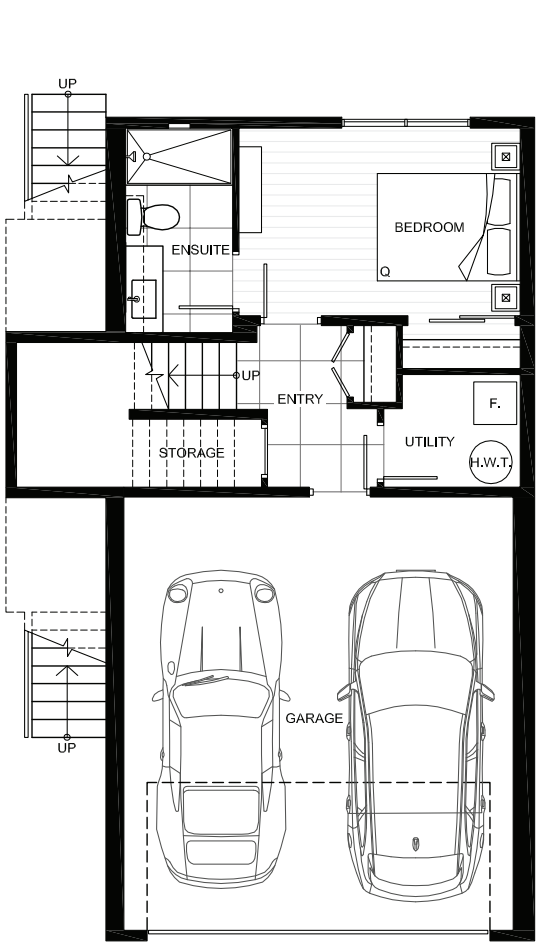 UP
BEDROOM
ENSUITE
Q
UP
ENTRY
F.
UTILITY
STORAGE
H.W.T.
GARAGE
UP